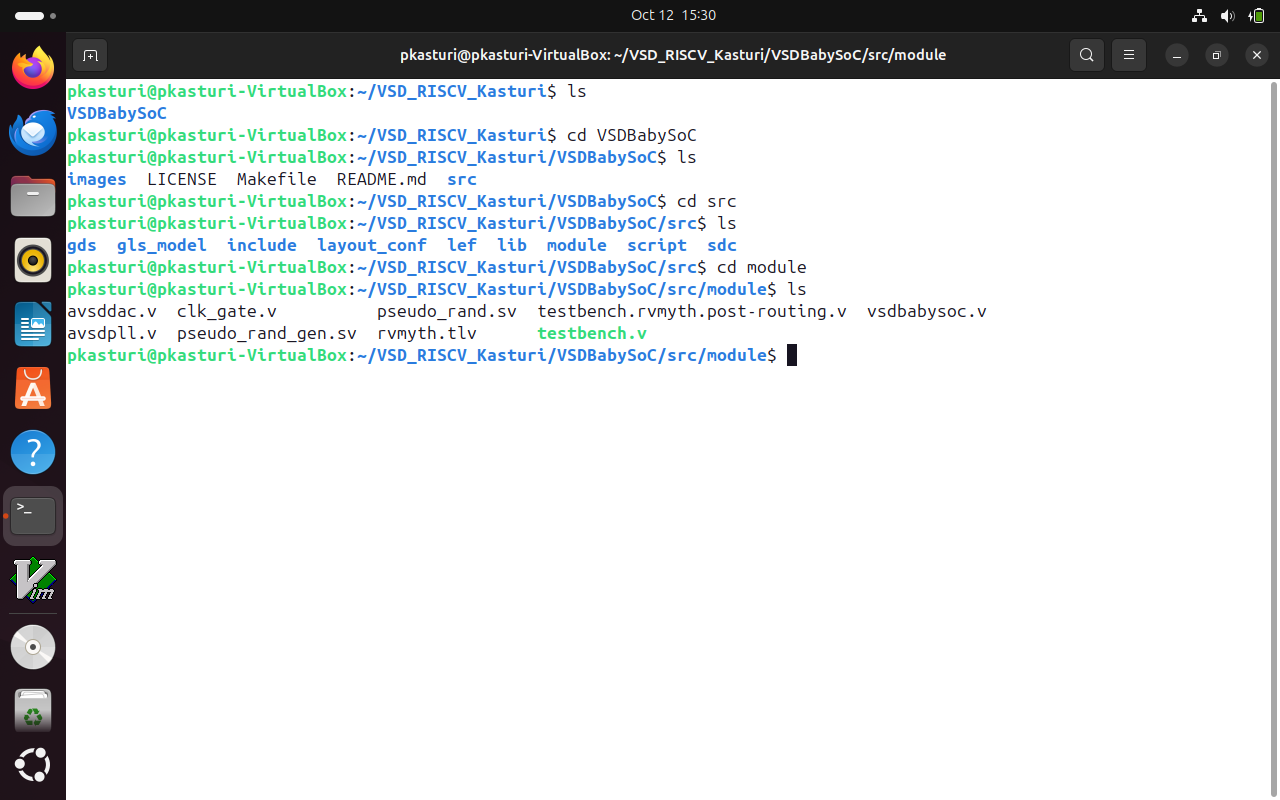 Oct 12 15:30
pkasturi@pkasturi-VirtualBox: ~/VSD_RISCV_Kasturi/VSDBabySoC/src/module
pkasturi@pkasturi-VirtualBox:~/VSD_RISCV_Kasturi$ ls
VSDBabySoC
pkasturi@pkasturi-VirtualBox:~/VSD_RISCV_Kasturi$ cd VSDBabySoC
pkasturi@pkasturi-VirtualBox:~/VSD_RISCV_Kasturi/VSDBabySoC$ ls
images  LICENSE  Makefile  README.md  src
pkasturi@pkasturi-VirtualBox:~/VSD_RISCV_Kasturi/VSDBabySoC$ cd src
pkasturi@pkasturi-VirtualBox:~/VSD_RISCV_Kasturi/VSDBabySoC/src$ ls
gds  gls_model  include  layout_conf  lef  lib  module  script  sdc
pkasturi@pkasturi-VirtualBox:~/VSD_RISCV_Kasturi/VSDBabySoC/src$ cd module
pkasturi@pkasturi-VirtualBox:~/VSD_RISCV_Kasturi/VSDBabySoC/src/module$ ls
avsddac.v  clk_gate.v          pseudo_rand.sv  testbench.rvmyth.post-routing.v  vsdbabysoc.v
avsdpll.v  pseudo_rand_gen.sv  rvmyth.tlv      testbench.v
pkasturi@pkasturi-VirtualBox:~/VSD_RISCV_Kasturi/VSDBabySoC/src/module$
>_
Vim